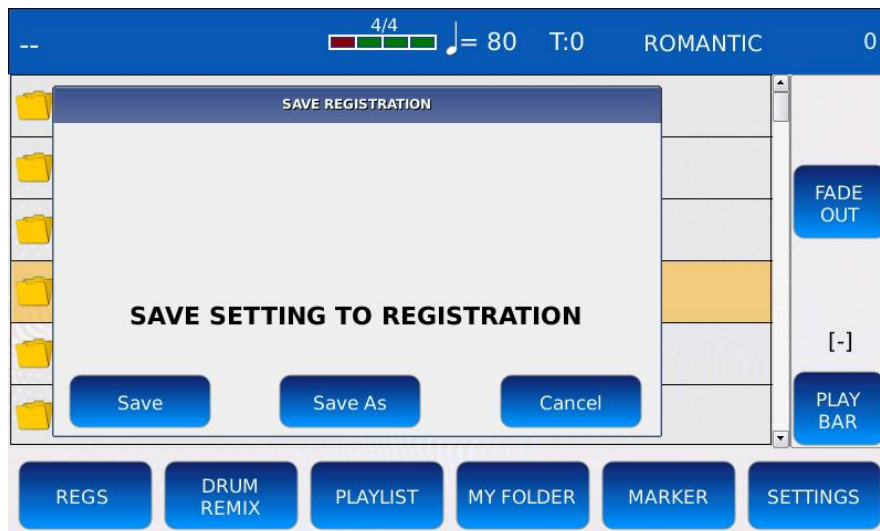 --
4/4
= 80
T:0
ROMANTIC
0
SAVE REGISTRATION
SAVE SETTING TO REGISTRATION
Save
Save As
Cancel
FADE
OUT
[-]
PLAY
BAR
REGS
DRUM
REMIX
PLAYLIST
MY FOLDER
MARKER
SETTINGS